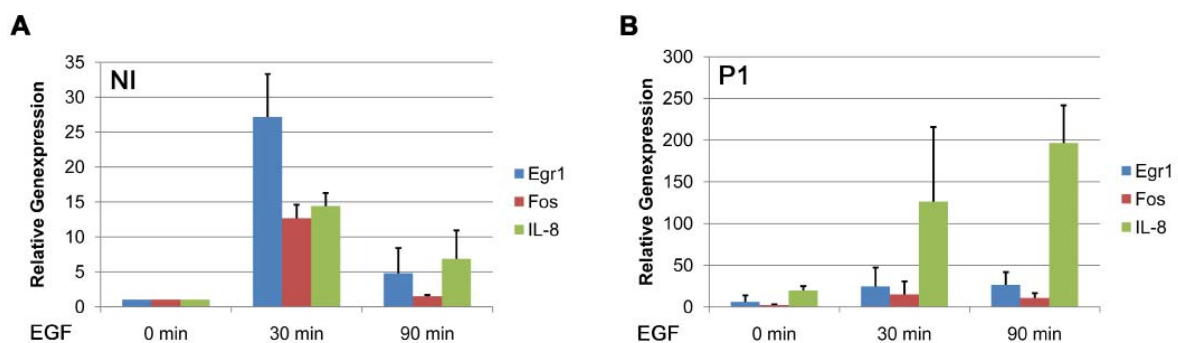 A
NI
Relative Genexpression
35
30
25
20
15
10
5
0
EGF 0 min 30 min 90 min
Egr1
Fos
IL-8
B
P1
Relative Genexpression
300
250
200
150
100
50
0
EGF 0 min 30 min 90 min
Egr1
Fos
IL-8